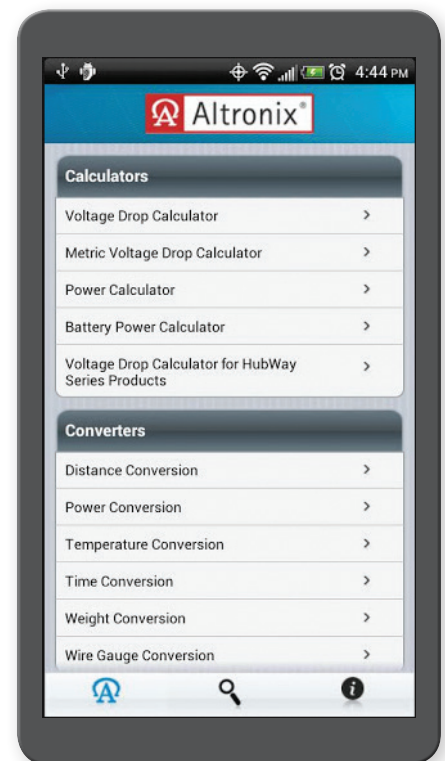 4:44 PM
Altronix®
Calculators
Voltage Drop Calculator
Metric Voltage Drop Calculator
Power Calculator
Battery Power Calculator
Voltage Drop Calculator for HubWay
Series Products
Converters
Distance Conversion
Power Conversion
Temperature Conversion
Time Conversion
Weight Conversion
Wire Gauge Conversion